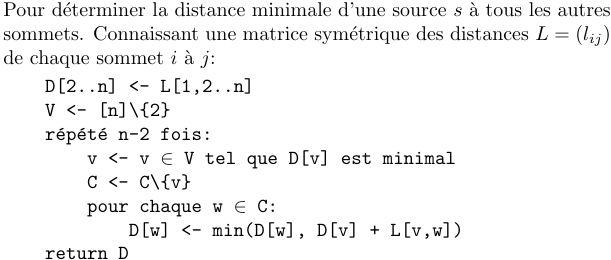 Pour déterminer la distance minimale d'une source s à tous les autres
sommets. Connaissant une matrice symétrique des distances L = (l_{ij})
de chaque sommet i à j:
D[2..n] <- L[1,2..n]
V <- [n]\{2}
répété n-2 fois:
v <- v ∈ V tel que D[v] est minimal
C <- C\{v}
pour chaque w ∈ C:
D[w] <- min(D[w], D[v] + L[v,w])
return D